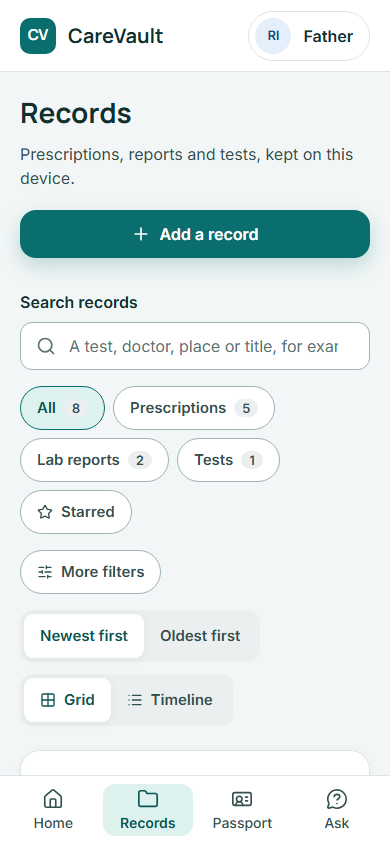 CV CareVault RI Father
Records
Prescriptions, reports and tests, kept on this
device.
Add a record
Search records
A test, doctor, place or title, for exar
All 8 Prescriptions 5
Lab reports 2 Tests 1
Starred
More filters
Newest first Oldest first
Grid Timeline
Home Records Passport Ask